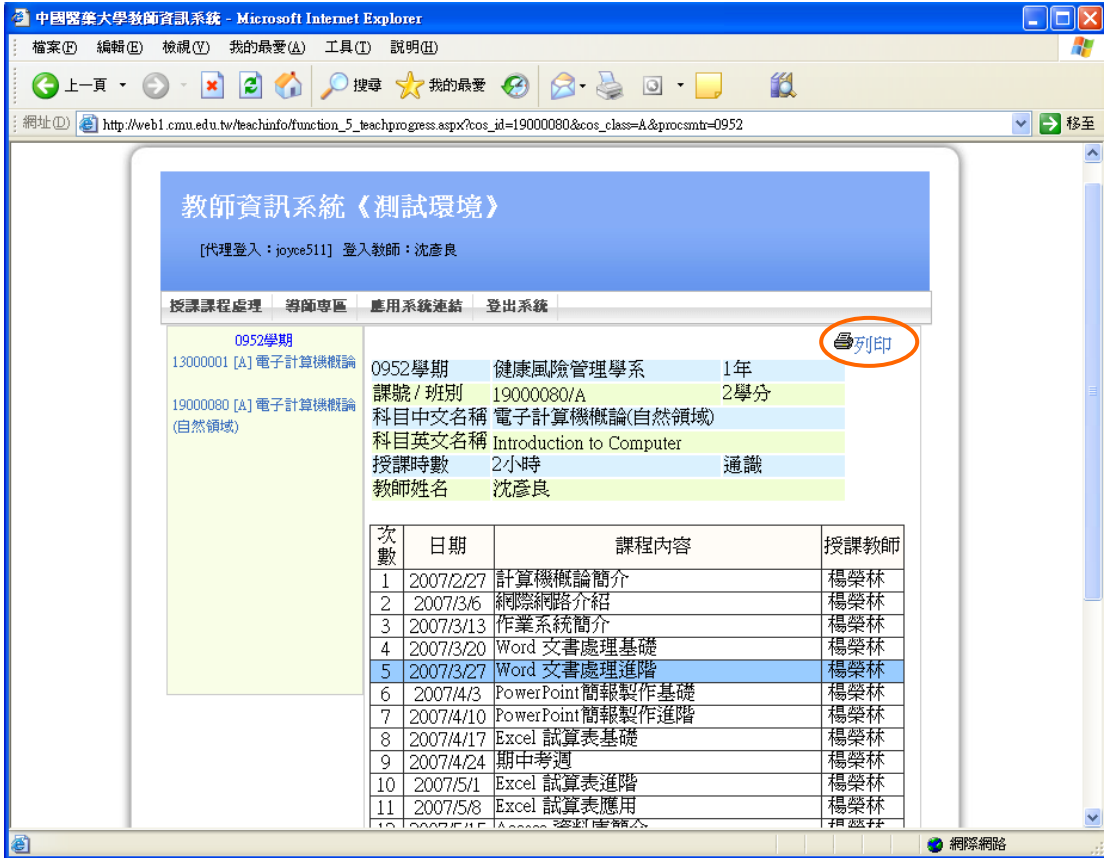 中國醫藥大學教師資訊系統 - Microsoft Internet Explorer
檔案(F) 編輯(E) 檢視(V) 我的最愛(A) 工具(T) 說明(H)
上一頁 搜尋 我的最愛
網址(D) http://web1.cmu.edu.tw/teachinfo/function_5_teachprogress.aspx?cos_id=19000080&cos_class=A&procsmtr=0952 移至
教師資訊系統《測試環境》
[代理登入：joyce511] 登入教師：沈彥良
授課課程處理 導師專區 應用系統連結 登出系統
0952學期
13000001 [A] 電子計算機概論
19000080 [A] 電子計算機概論
(自然領域)
列印
0952學期 健康風險管理學系 1年
課號 / 班別 19000080/A 2學分
科目中文名稱 電子計算機概論(自然領域)
科目英文名稱 Introduction to Computer
授課時數 2小時 通識
教師姓名 沈彥良
次數 日期 課程內容 授課教師
1 2007/2/27 計算機概論簡介 楊榮林
2 2007/3/6 網際網路介紹 楊榮林
3 2007/3/13 作業系統簡介 楊榮林
4 2007/3/20 Word 文書處理基礎 楊榮林
5 2007/3/27 Word 文書處理進階 楊榮林
6 2007/4/3 PowerPoint簡報製作基礎 楊榮林
7 2007/4/10 PowerPoint簡報製作進階 楊榮林
8 2007/4/17 Excel 試算表基礎 楊榮林
9 2007/4/24 期中考週 楊榮林
10 2007/5/1 Excel 試算表進階 楊榮林
11 2007/5/8 Excel 試算表應用 楊榮林
12 2007/5/15 Access 資料庫簡介 楊榮林
網際網路